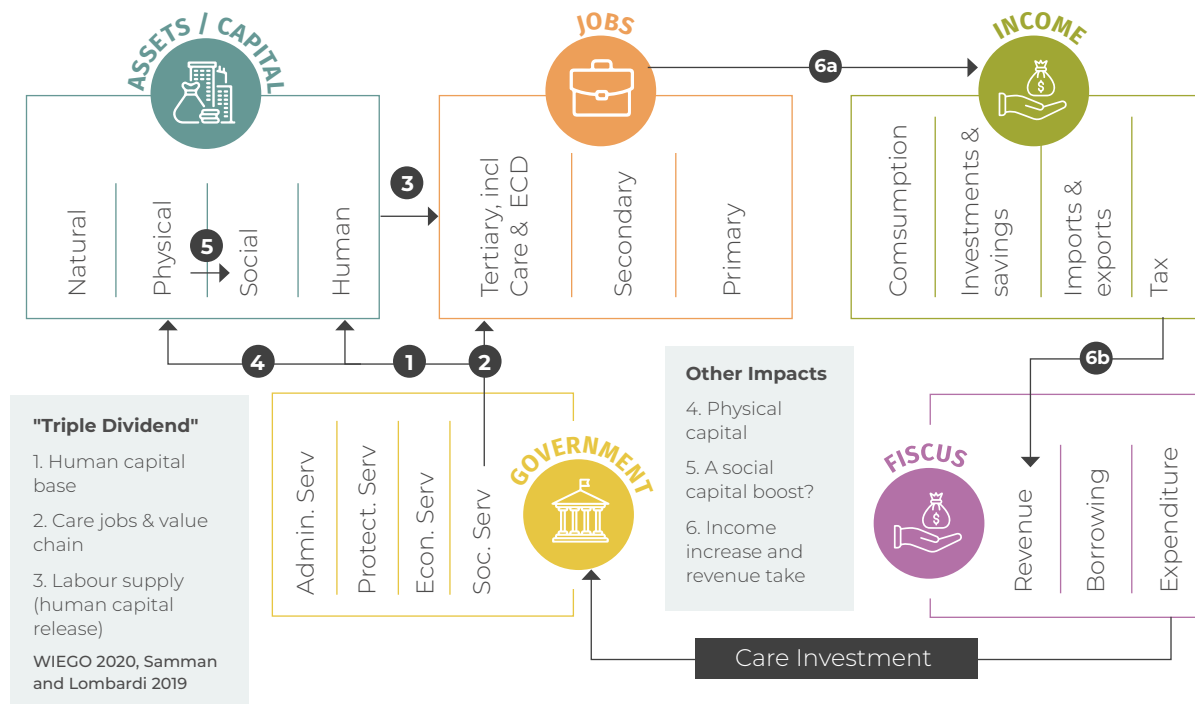 ASSETS / CAPITAL
Natural
Physical
Social
Human
5
3
JOBS
Tertiary, incl
Care & ECD
Secondary
Primary
6a
INCOME
$
Comsumption
Investments &
savings
Imports &
exports
Tax
4
1
2
6b
"Triple Dividend"
1. Human capital
base
2. Care jobs & value
chain
3. Labour supply
(human capital
release)
WIEGO 2020, Samman
and Lombardi 2019
GOVERNMENT
Admin. Serv
Protect. Serv
Econ. Serv
Soc. Serv
Other Impacts
4. Physical
capital
5. A social
capital boost?
6. Income
increase and
revenue take
FISCUS
$
Revenue
Borrowing
Expenditure
Care Investment